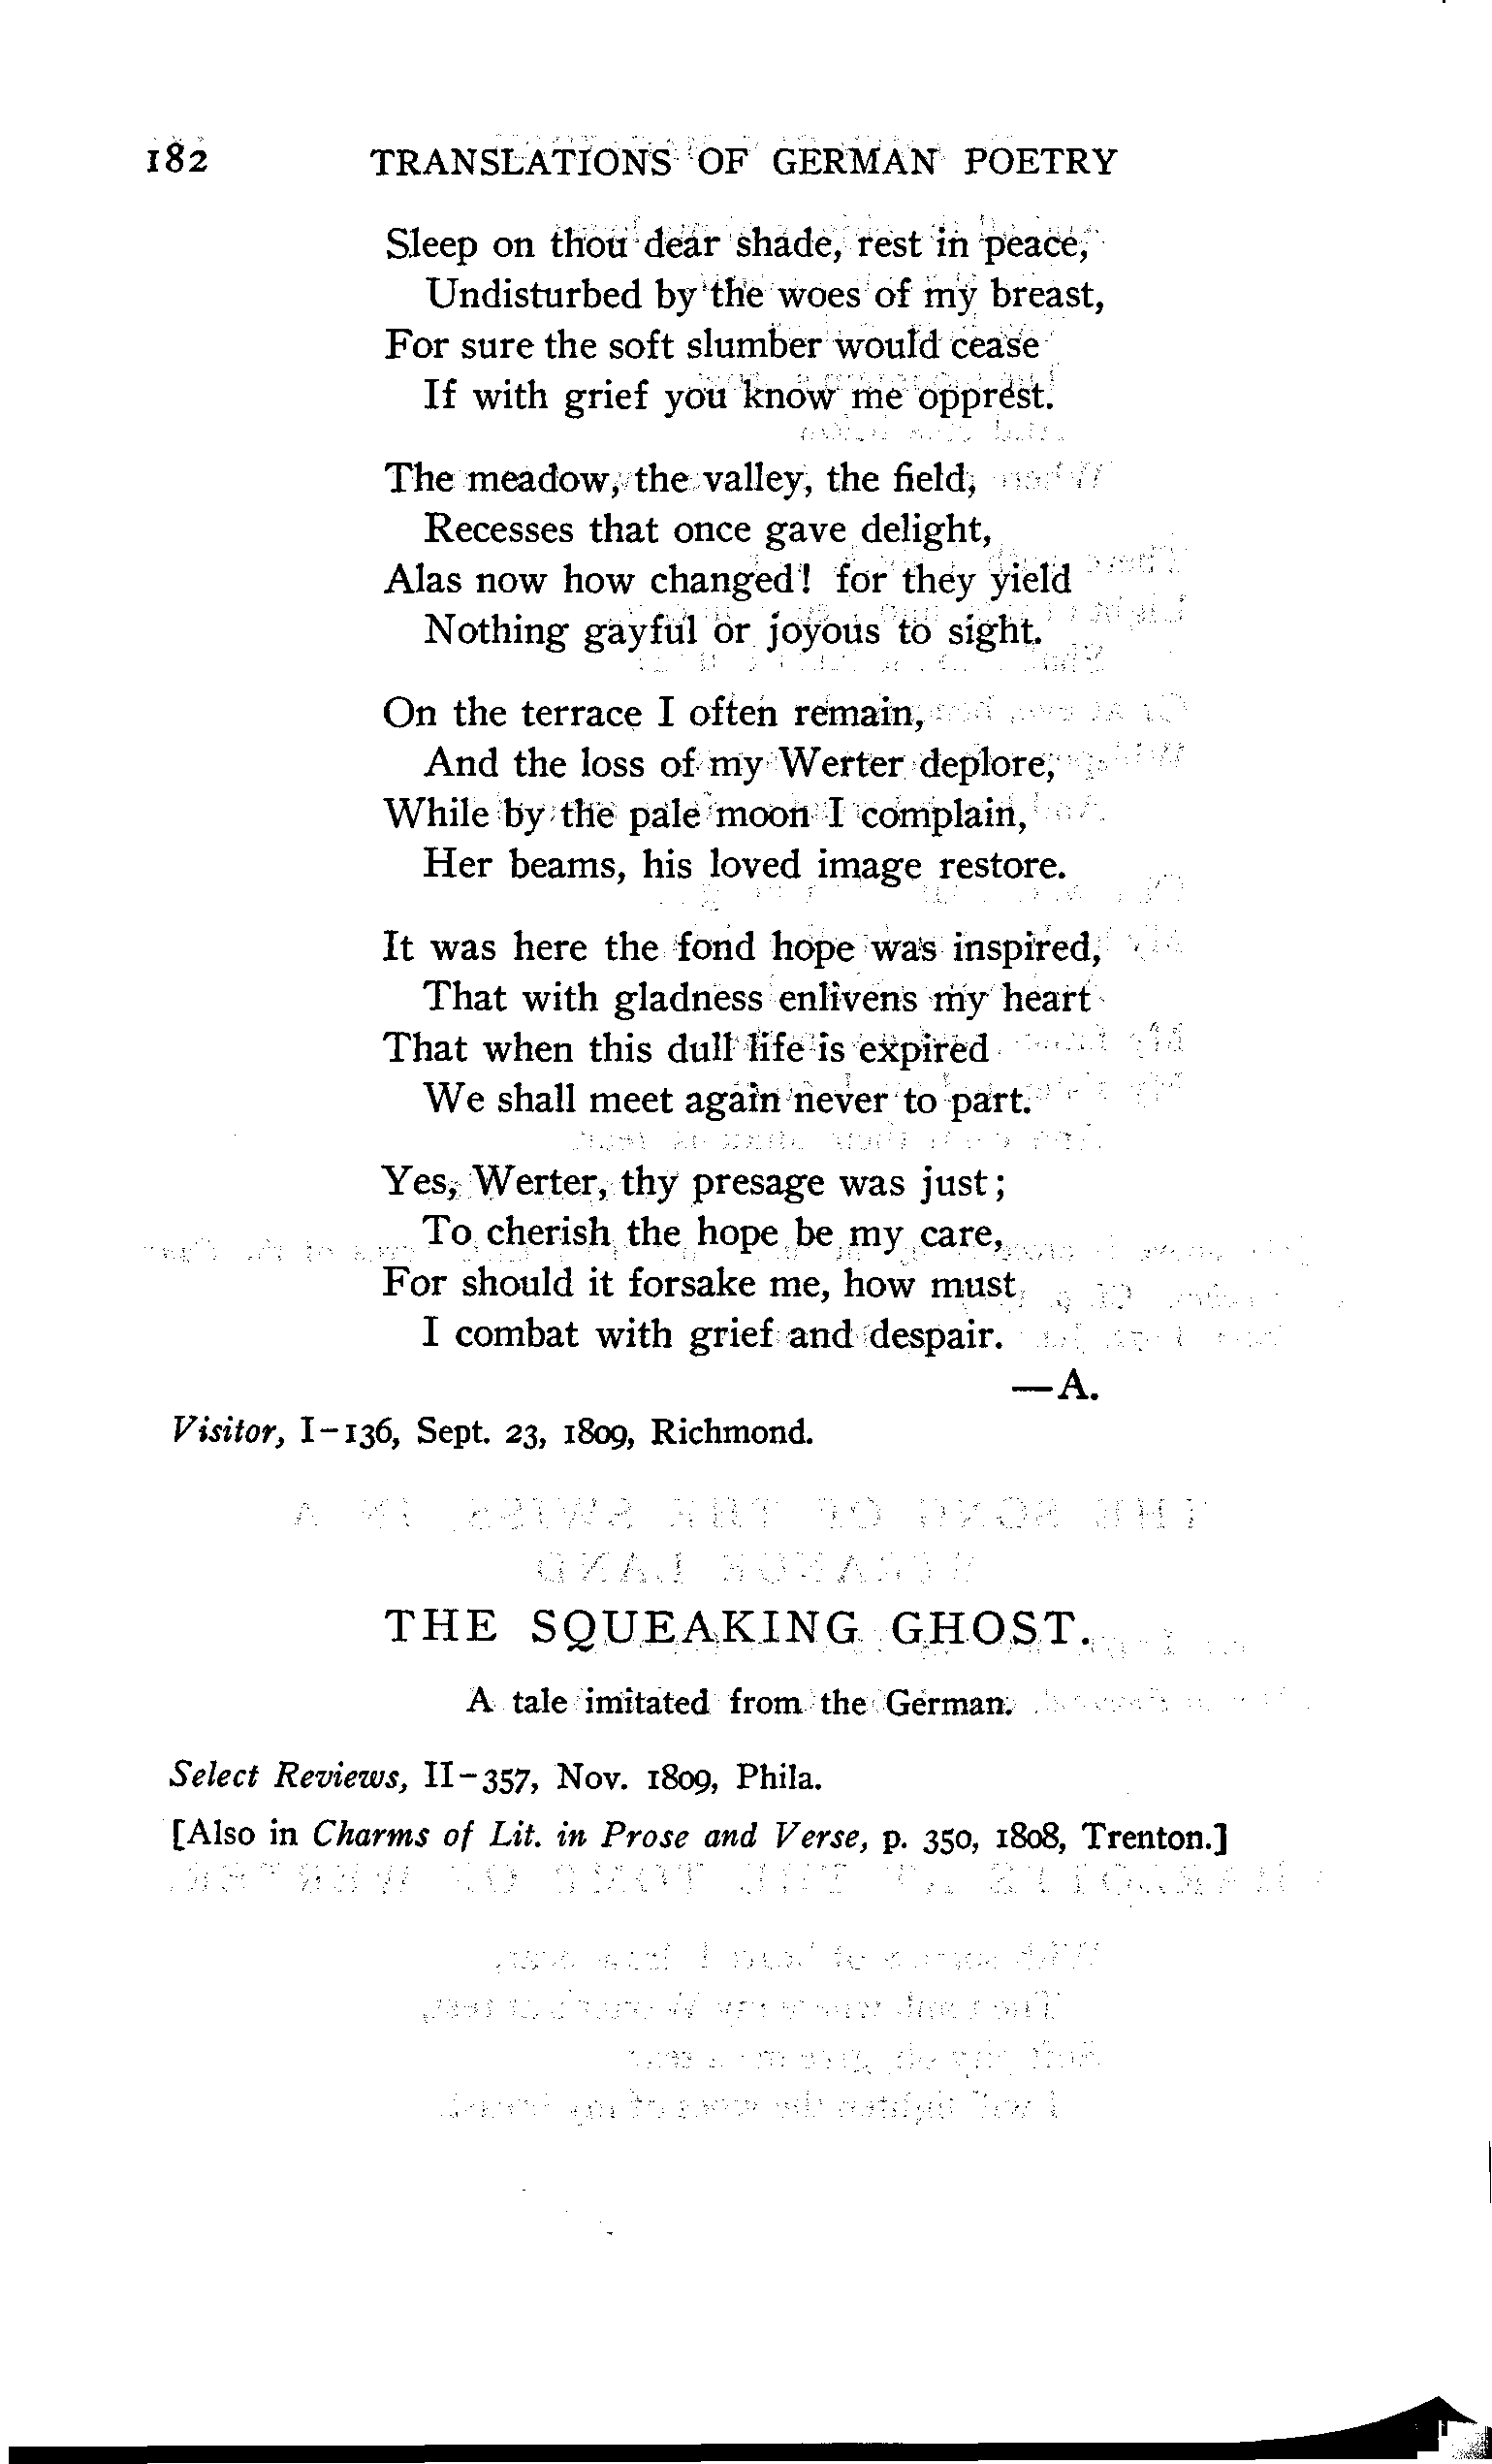 182 TRANSLATIONS OF GERMAN POETRY
Sleep on thou dear shade, rest in peace,
Undisturbed by the woes of my breast,
For sure the soft slumber would cease
If with grief you know me opprest.
The meadow, the valley, the field,
Recesses that once gave delight,
Alas now how changed! for they yield
Nothing gayful or joyous to sight.
On the terrace I often remain,
And the loss of my Werter deplore,
While by the pale moon I complain,
Her beams, his loved image restore.
It was here the fond hope was inspired,
That with gladness enlivens my heart
That when this dull life is expired
We shall meet again never to part.
Yes, Werter, thy presage was just;
To cherish the hope be my care,
For should it forsake me, how must
I combat with grief and despair.
—A.
Visitor, I-136, Sept. 23, 1809, Richmond.
THE SQUEAKING GHOST.
A tale imitated from the German.
Select Reviews, II-357, Nov. 1809, Phila.
[Also in Charms of Lit. in Prose and Verse, p. 350, 1808, Trenton.]